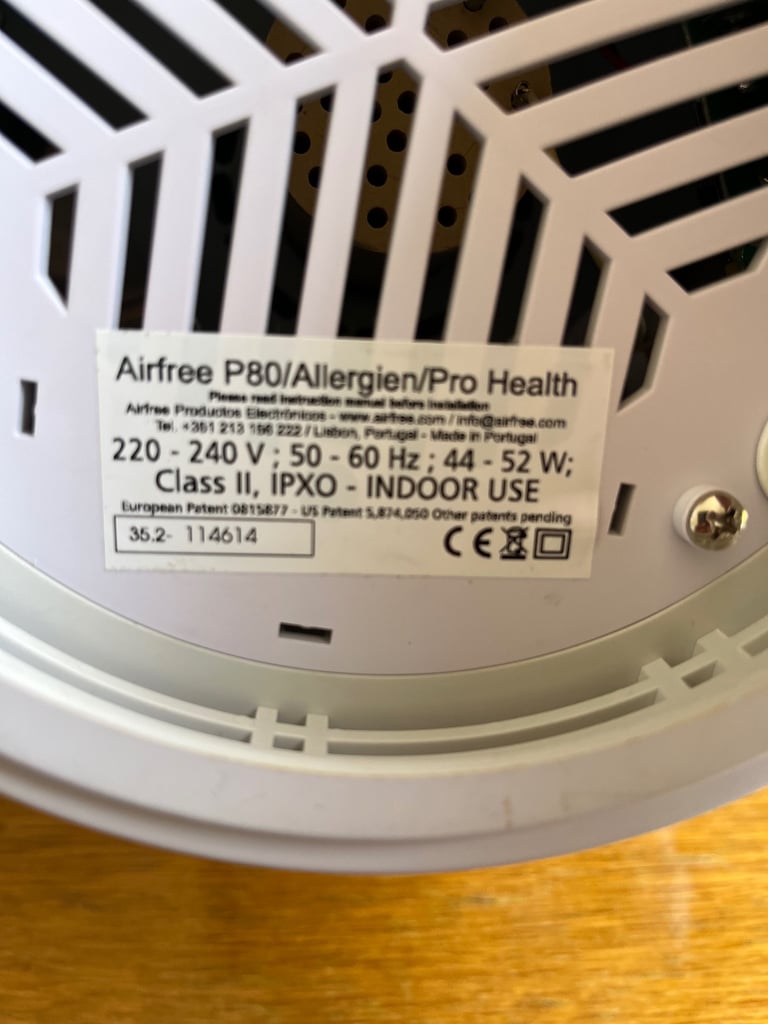 Airfree P80/Allergien/Pro Health
Please read instruction manual before installation
Airfree Productos Electrónicos - www.airfree.com / info@airfree.com
Tel. +351 213 156 222 / Lisbon, Portugal - Made in Portugal
220 - 240 V ; 50 - 60 Hz ; 44 - 52 W;
Class II, IPXO - INDOOR USE
European Patent 0815877 - US Patent 5,874,050 Other patents pending
35.2- 114614
CE